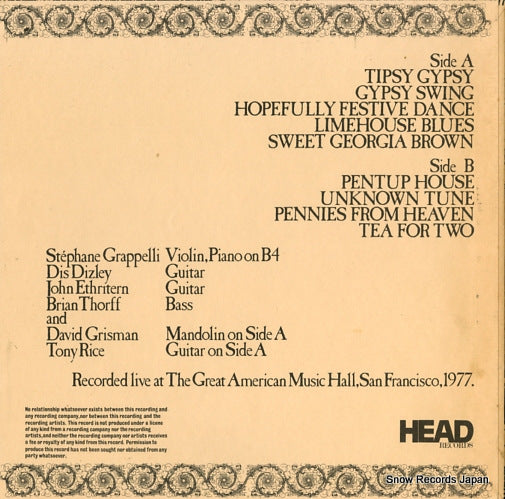 Side A
TIPSY GYPSY
GYPSY SWING
HOPEFULLY FESTIVE DANCE
LIMEHOUSE BLUES
SWEET GEORGIA BROWN
Side B
PENTUP HOUSE
UNKNOWN TUNE
PENNIES FROM HEAVEN
TEA FOR TWO
Stéphane Grappelli Violin, Piano on B4
Dis Dizley Guitar
John Ethritern Guitar
Brian Thorff Bass
and
David Grisman Mandolin on Side A
Tony Rice Guitar on Side A
Recorded live at The Great American Music Hall, San Francisco, 1977.
No relationship whatsoever exists between this recording and
any recording company, nor between this recording and the
recording artists. This record is not produced under a license
of any kind from a recording company nor the recording
artists, and neither the recording company nor artists receives
a fee or royalty of any kind from this record. Permission to
produce this record has not been sought nor obtained from any
party whatsoever.
HEAD
RECORDS
Snow Records Japan